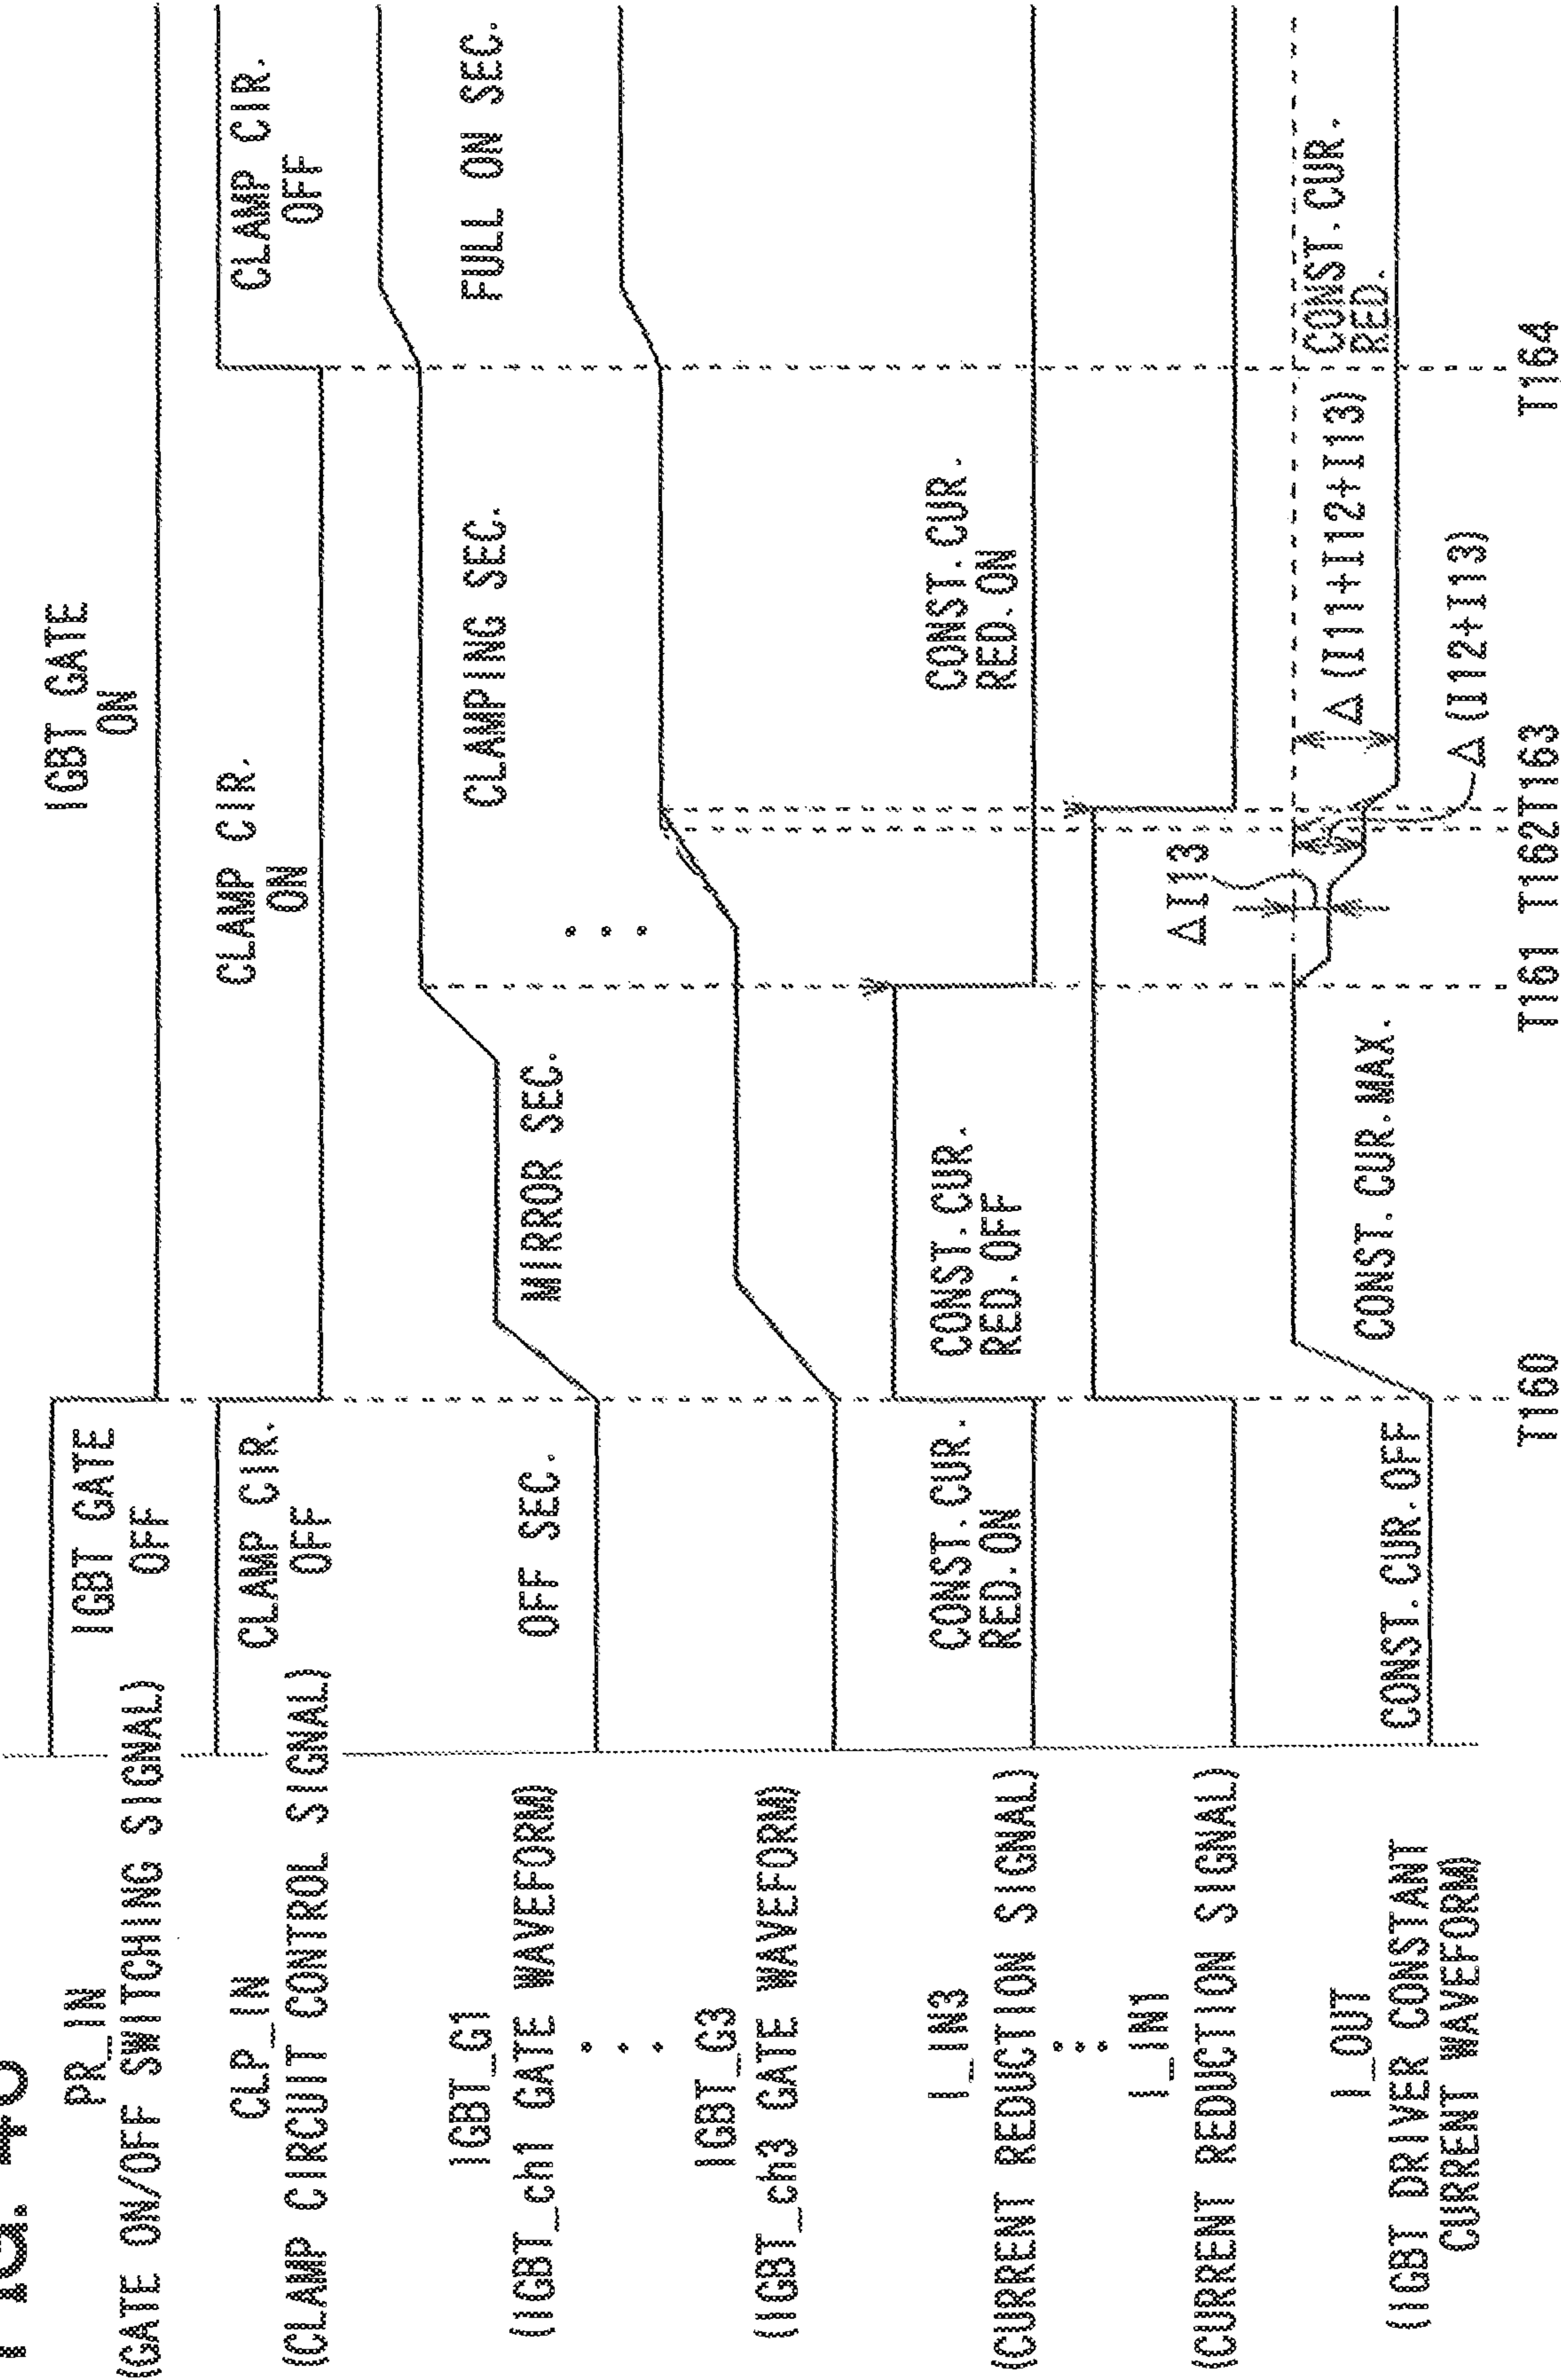 PR_IN
(GATE ON/OFF SWITCHING SIGNAL)
IGBT GATE
OFF
IGBT GATE
ON
CLP_IN
(CLAMP CIRCUIT CONTROL SIGNAL)
CLAMP CIR.
OFF
CLAMP CIR.
ON
CLAMP CIR.
OFF
IGBT_G1
(IGBT_ch1 GATE WAVEFORM)
OFF SEC.
MIRROR SEC.
CLAMPING SEC.
FULL ON SEC.
IGBT_G3
(IGBT_ch3 GATE WAVEFORM)
I_IN3
(CURRENT REDUCTION SIGNAL)
CONST.CUR.
RED.ON
CONST.CUR.
RED.OFF
CONST.CUR.
RED.ON
I_IN1
(CURRENT REDUCTION SIGNAL)
I_OUT
(IGBT DRIVER CONSTANT
CURRENT WAVEFORM)
CONST.CUR.OFF
CONST.CUR.MAX.
ΔI13
Δ(I12+I13)
Δ(I11+I12+I13)
CONST.CUR.
RED.
T160
T161 T162T163
T164